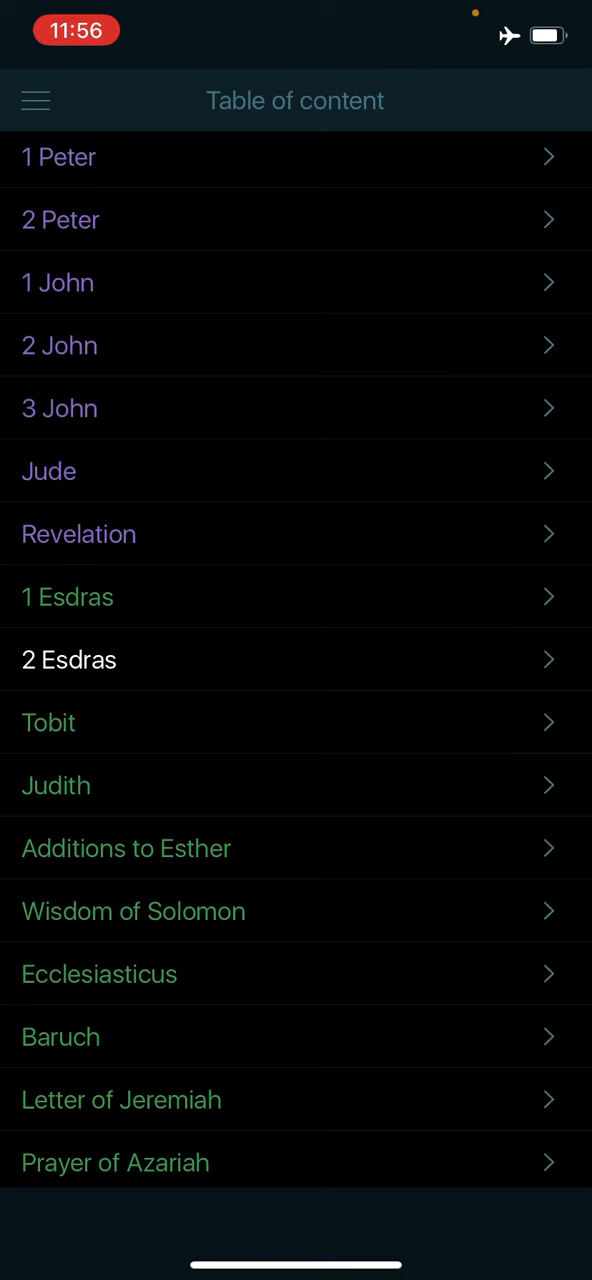 11:56
Table of content
1 Peter
2 Peter
1 John
2 John
3 John
Jude
Revelation
1 Esdras
2 Esdras
Tobit
Judith
Additions to Esther
Wisdom of Solomon
Ecclesiasticus
Baruch
Letter of Jeremiah
Prayer of Azariah